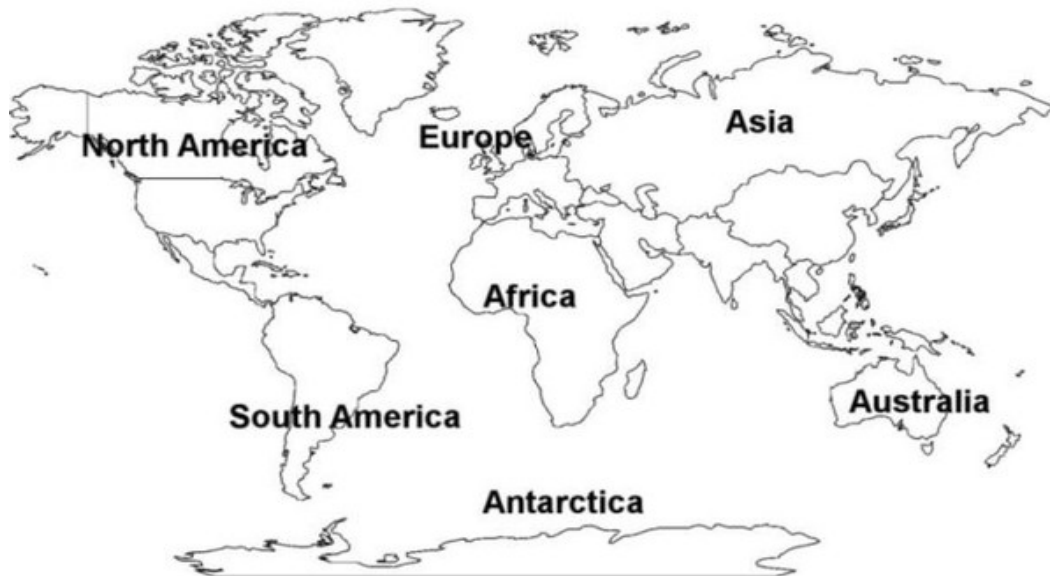 North America
Europe
Asia
Africa
South America
Australia
Antarctica